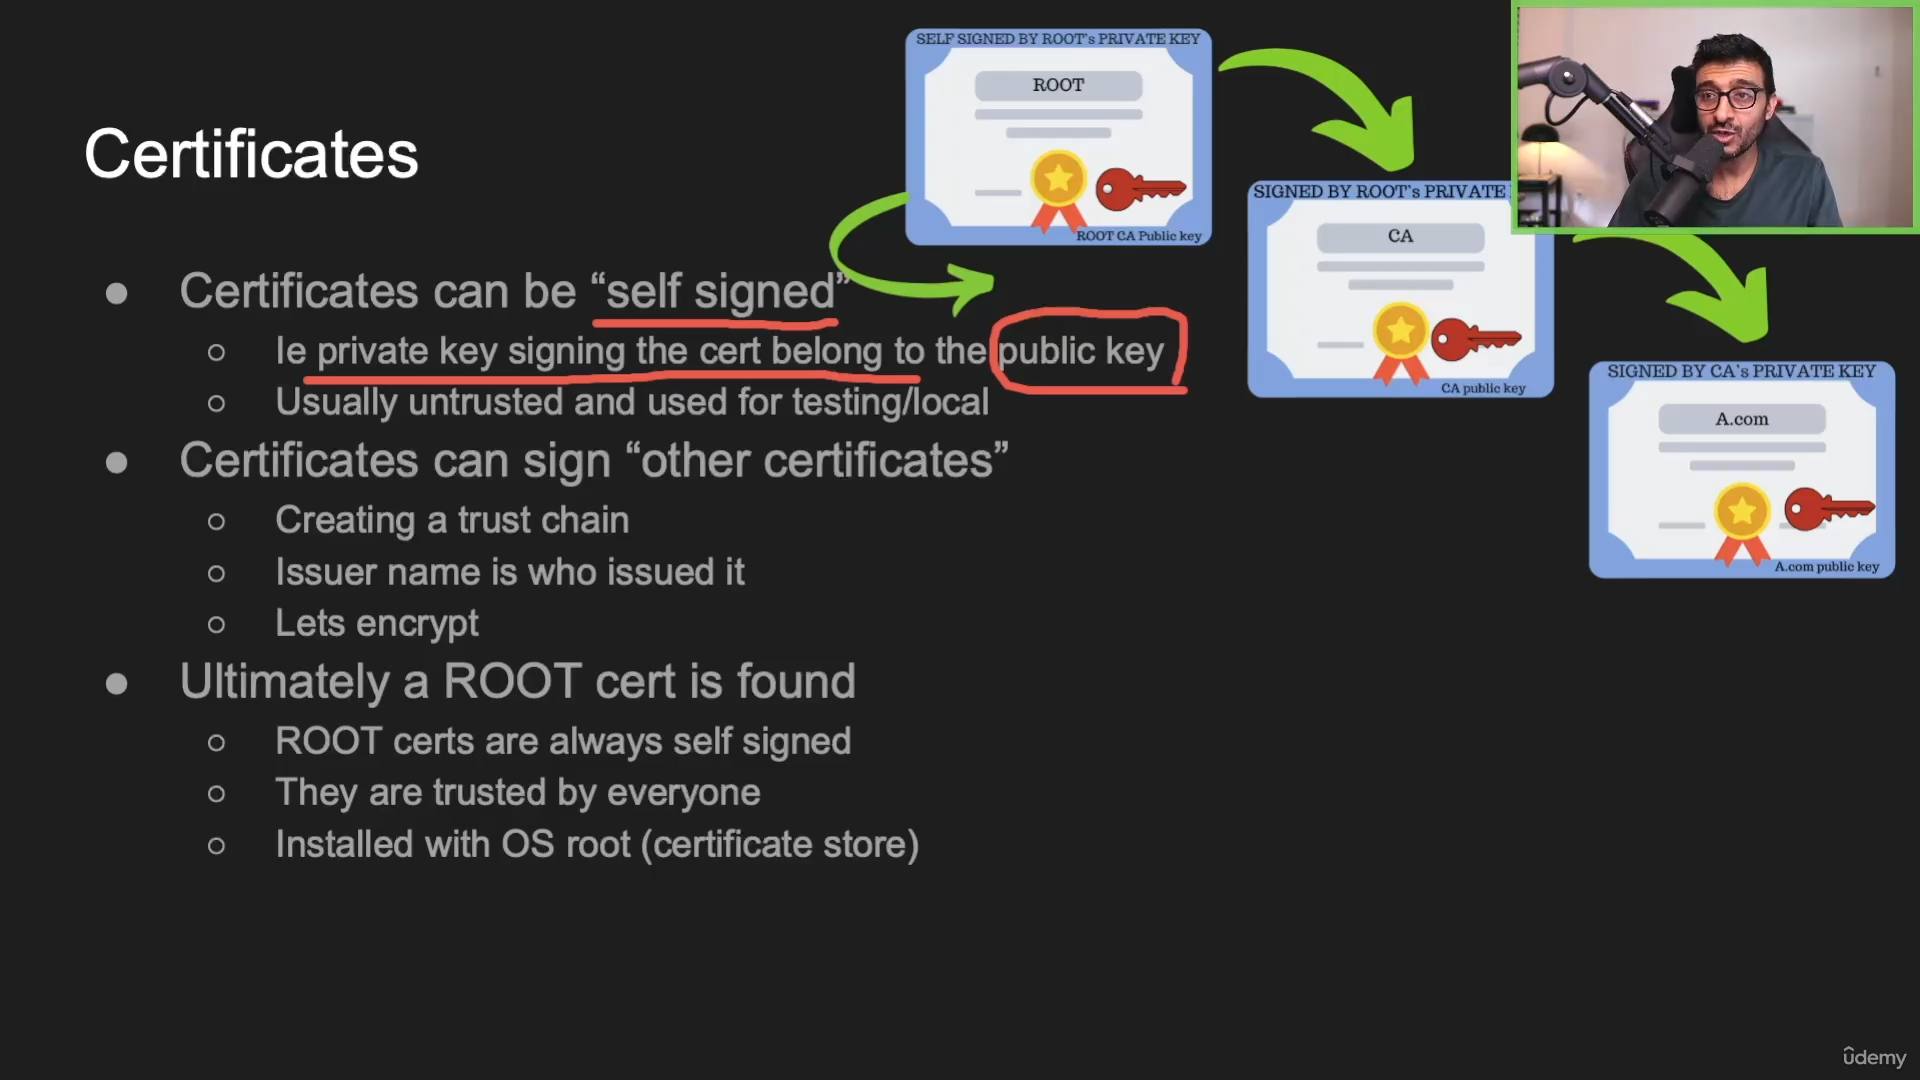 Certificates
Certificates can be “self signed”
Ie private key signing the cert belong to the public key
Usually untrusted and used for testing/local
Certificates can sign “other certificates”
Creating a trust chain
Issuer name is who issued it
Lets encrypt
Ultimately a ROOT cert is found
ROOT certs are always self signed
They are trusted by everyone
Installed with OS root (certificate store)
SELF SIGNED BY ROOT's PRIVATE KEY
ROOT
ROOT CA Public key
SIGNED BY ROOT's PRIVATE
CA
CA public key
SIGNED BY CA's PRIVATE KEY
A.com
A.com public key
ûdemy